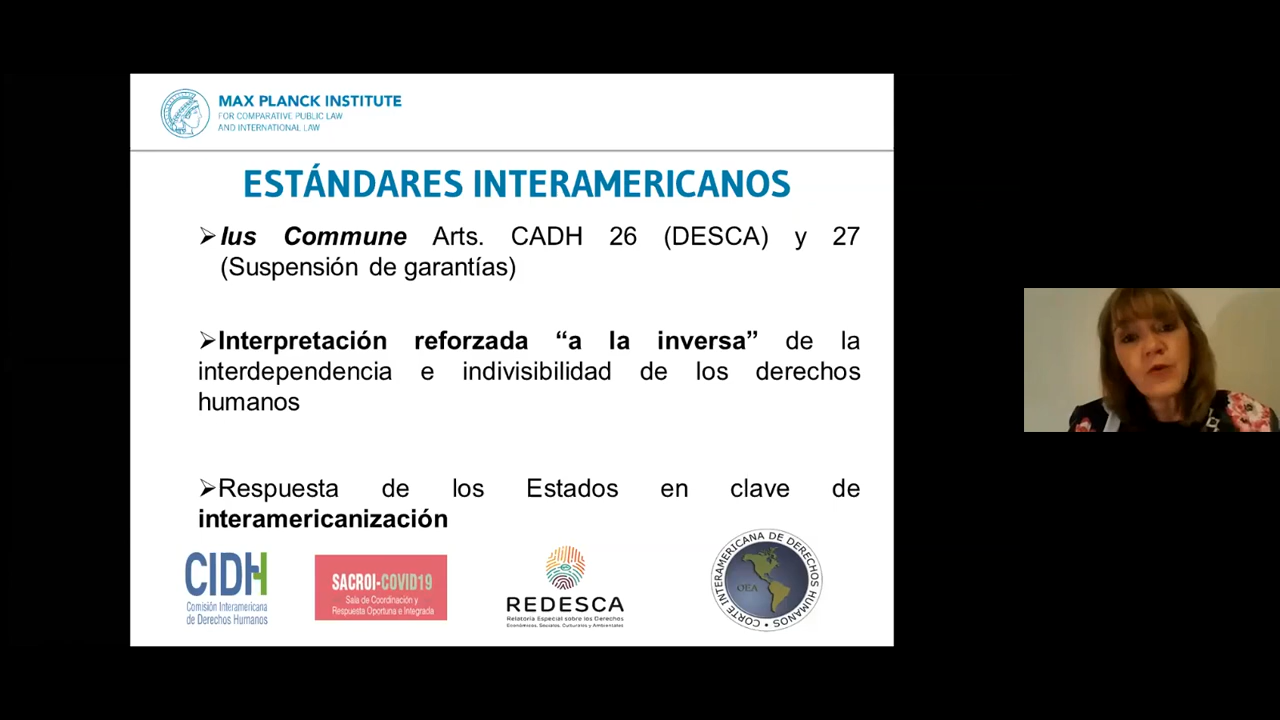 MAX PLANCK INSTITUTE
FOR COMPARATIVE PUBLIC LAW
AND INTERNATIONAL LAW
ESTÁNDARES INTERAMERICANOS
➢Ius Commune Arts. CADH 26 (DESCA) y 27
(Suspensión de garantías)
➢Interpretación reforzada “a la inversa” de la
interdependencia e indivisibilidad de los derechos
humanos
➢Respuesta de los Estados en clave de
interamericanización
CIDH
Comisión Interamericana
de Derechos Humanos
SACROI-COVID19
Sala de Coordinación y
Respuesta Oportuna e Integrada
REDESCA
Relatoría Especial sobre los Derechos
Económicos, Sociales, Culturales y Ambientales
CORTE INTERAMERICANA DE DERECHOS HUMANOS
OEA